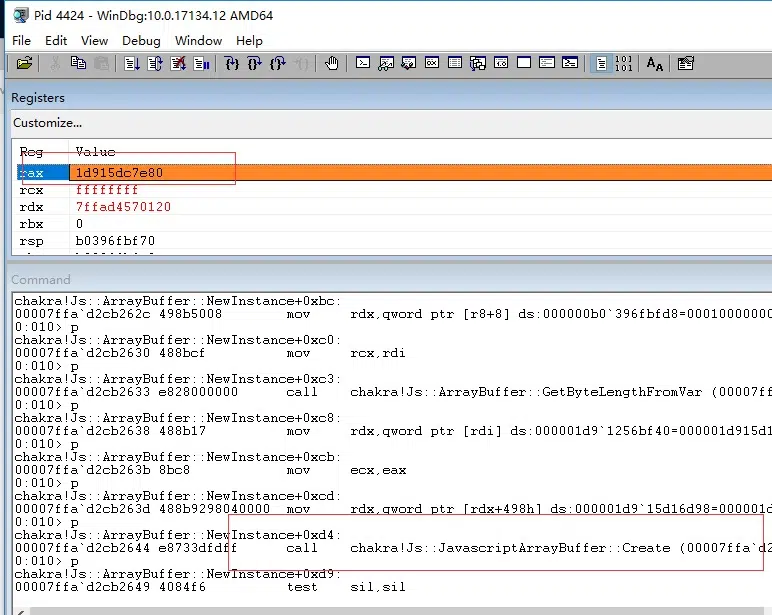 Pid 4424 - WinDbg:10.0.17134.12 AMD64
File Edit View Debug Window Help
Registers
Customize...
Reg Value
rax 1d915dc7e80
rcx ffffffff
rdx 7ffad4570120
rbx 0
rsp b0396fbf70
Command
chakra!Js::ArrayBuffer::NewInstance+0xbc:
00007ffa`d2cb262c 498b5008 mov rdx,qword ptr [r8+8] ds:000000b0`396fbfd8=00010000000
0:010> p
chakra!Js::ArrayBuffer::NewInstance+0xc0:
00007ffa`d2cb2630 488bcf mov rcx,rdi
0:010> p
chakra!Js::ArrayBuffer::NewInstance+0xc3:
00007ffa`d2cb2633 e828000000 call chakra!Js::ArrayBuffer::GetByteLengthFromVar (00007ff
0:010> p
chakra!Js::ArrayBuffer::NewInstance+0xc8:
00007ffa`d2cb2638 488b17 mov rdx,qword ptr [rdi] ds:000001d9`1256bf40=000001d915d1
0:010> p
chakra!Js::ArrayBuffer::NewInstance+0xcb:
00007ffa`d2cb263b 8bc8 mov ecx,eax
0:010> p
chakra!Js::ArrayBuffer::NewInstance+0xcd:
00007ffa`d2cb263d 488b9298040000 mov rdx,qword ptr [rdx+498h] ds:000001d9`15d16d98=000001d
0:010> p
chakra!Js::ArrayBuffer::NewInstance+0xd4:
00007ffa`d2cb2644 e8733dfdff call chakra!Js::JavascriptArrayBuffer::Create (00007ffa`d2
0:010> p
chakra!Js::ArrayBuffer::NewInstance+0xd9:
00007ffa`d2cb2649 4084f6 test sil,sil